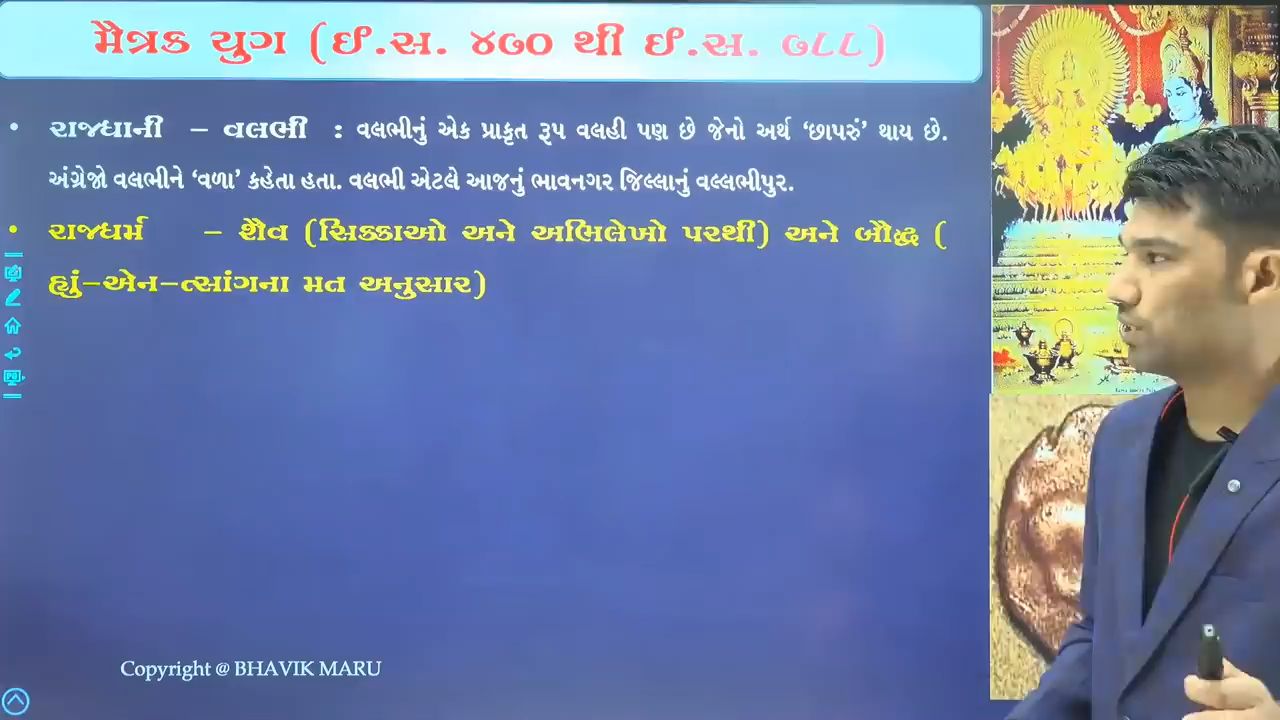 મૈત્રક યુગ (ઈ.સ. ૪૭૦ થી ઈ.સ. ૭૮૮)
• રાજધાની – વલભી : વલભીનું એક પ્રાકૃત રૂપ વલહી પણ છે જેનો અર્થ ‘છાપરું’ થાય છે.
અંગ્રેજો વલભીને ‘વળા’ કહેતા હતા. વલભી એટલે આજનું ભાવનગર જિલ્લાનું વલ્લભીપુર.
• રાજધર્મ – શૈવ (સિક્કાઓ અને અભિલેખો પરથી) અને બૌદ્ધ (
હ્યું-એન-ત્સાંગના મત અનુસાર)
Copyright @ BHAVIK MARU